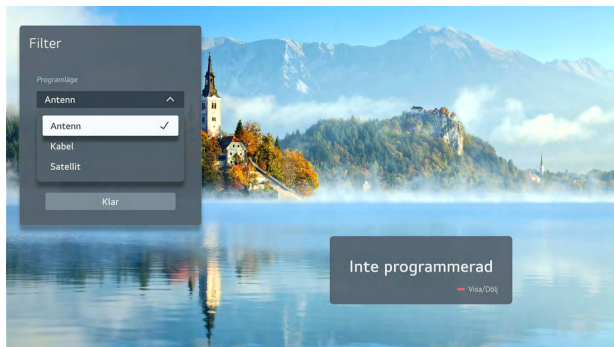 Filter
Programläge
Antenn
Antenn
Kabel
Satellit
Klar
Inte programmerad
Visa/Dölj